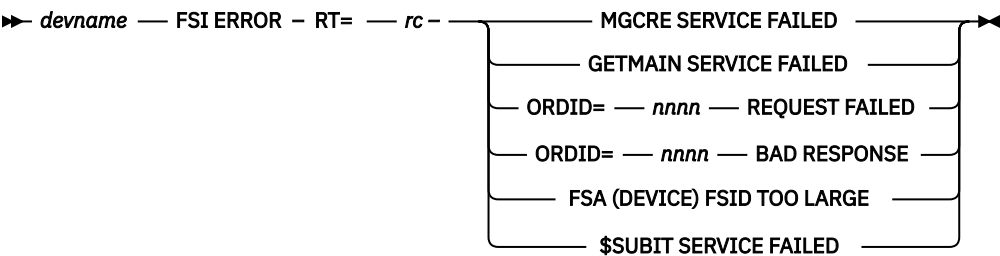 devname FSI ERROR – RT= rc – MGCRE SERVICE FAILED
GETMAIN SERVICE FAILED
ORDID= nnnn REQUEST FAILED
ORDID= nnnn BAD RESPONSE
FSA (DEVICE) FSID TOO LARGE
$SUBIT SERVICE FAILED